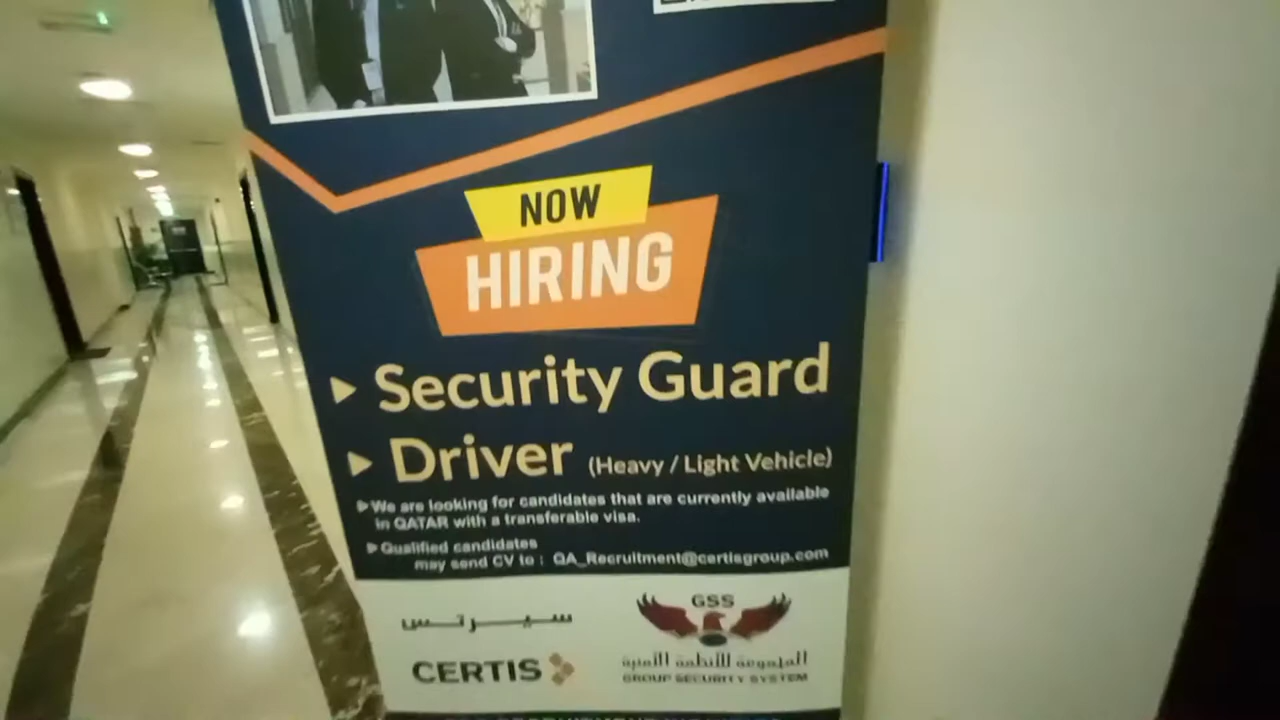 NOW
HIRING
Security Guard
Driver (Heavy / Light Vehicle)
We are looking for candidates that are currently available
in QATAR with a transferable visa.
Qualified candidates
may send CV to : QA_Recruitment@certisgroup.com
سيرتس
CERTIS
GSS
المجموعة للأنظمة الأمنية
GROUP SECURITY SYSTEM